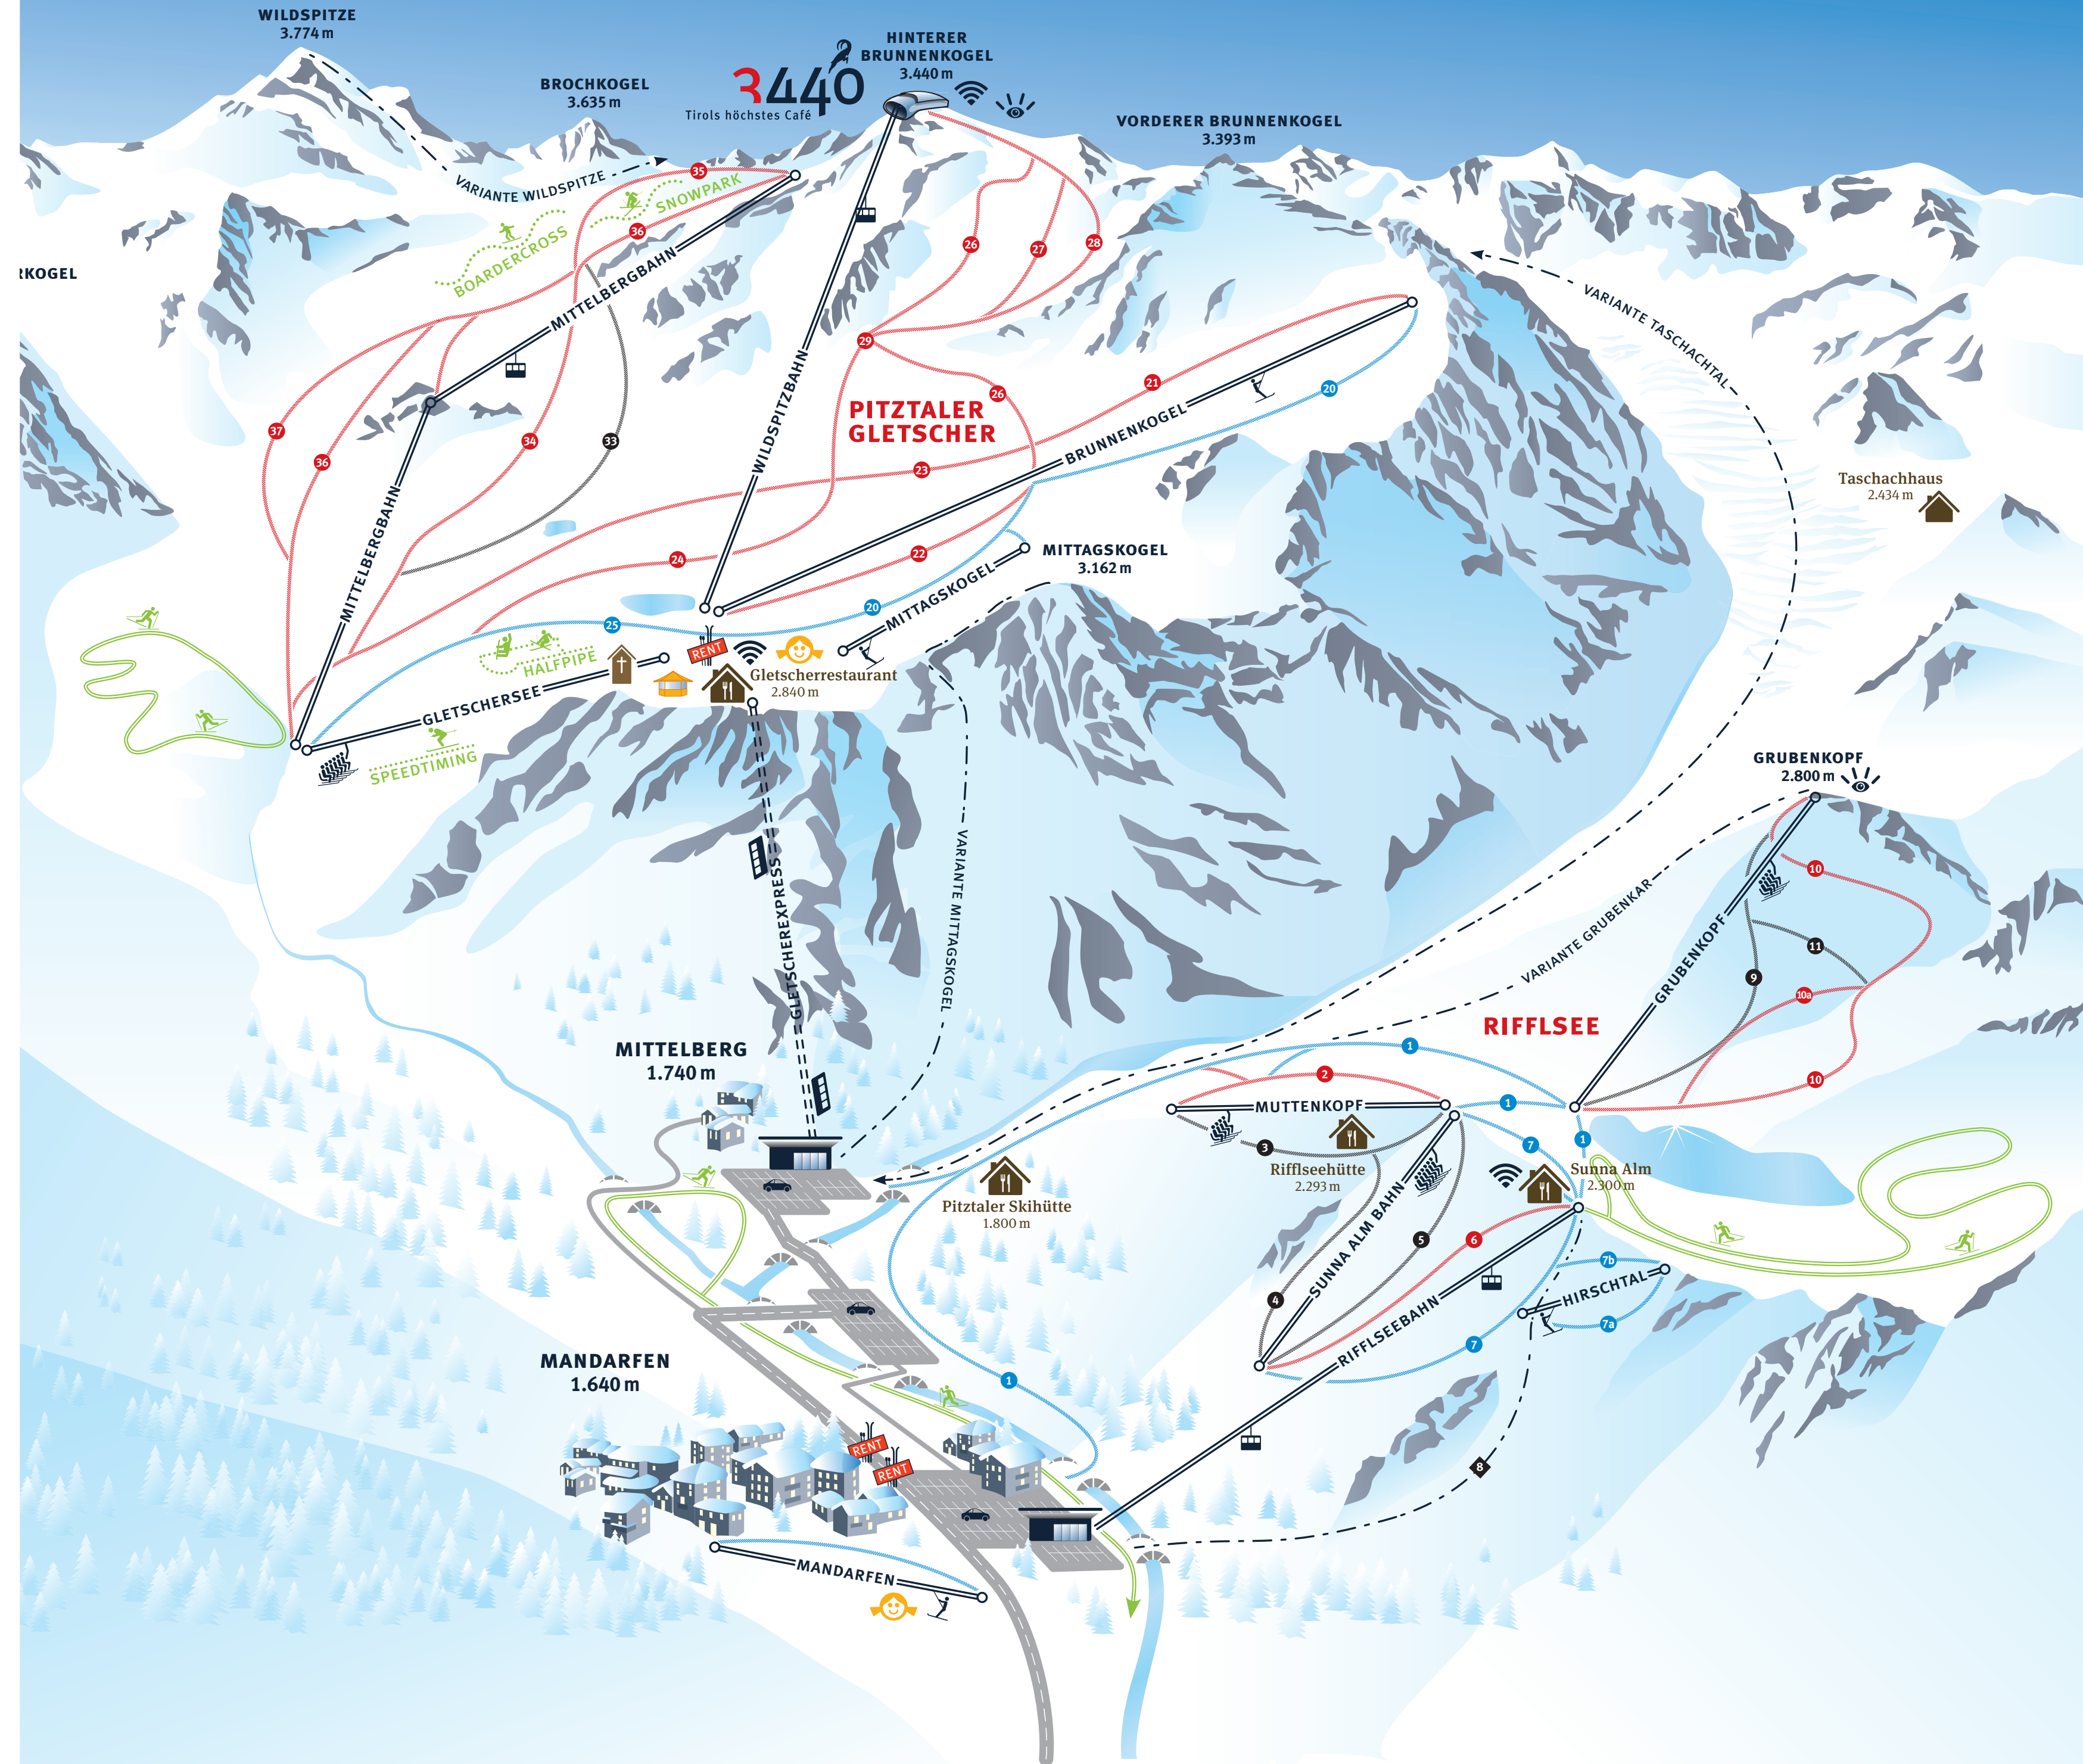 WILDSPITZE
3.774 m
BROCHKOGEL
3.635 m
3440
Tirols höchstes Café
HINTERER
BRUNNENKOGEL
3.440 m
VORDERER BRUNNENKOGEL
3.393 m
VARIANTE WILDSPITZE
35
SNOWPARK
36
BOARDERCROSS
RKOGEL
MITTELBERGBAHN
26
27
28
VARIANTE TASCHACHTAL
29
WILDSPITZBAHN
PITZTALER
GLETSCHER
26
21
20
BRUNNENKOGEL
37
36
34
33
23
MITTELBERGBAHN
Taschachhaus
2.434 m
24
22
MITTAGSKOGEL
3.162 m
25
20
MITTAGSKOGEL
HALFPIPE
RENT
Gletscherrestaurant
2.840 m
GLETSCHERSEE
SPEEDTIMING
GRUBENKOPF
2.800 m
GLETSCHEREXPRESS
VARIANTE MITTAGSKOGEL
VARIANTE GRUBENKAR
GRUBENKOPF
10
11
9
10a
10
RIFFLSEE
MITTELBERG
1.740 m
1
2
MUTTENKOPF
1
3
7
1
Rifflseehütte
2.293 m
Sunna Alm
2.300 m
Pitztaler Skihütte
1.800 m
SUNNA ALM BAHN
5
6
4
7b
HIRSCHTAL
7a
RIFFLSEEBAHN
7
MANDARFEN
1.640 m
1
RENT
RENT
8
MANDARFEN